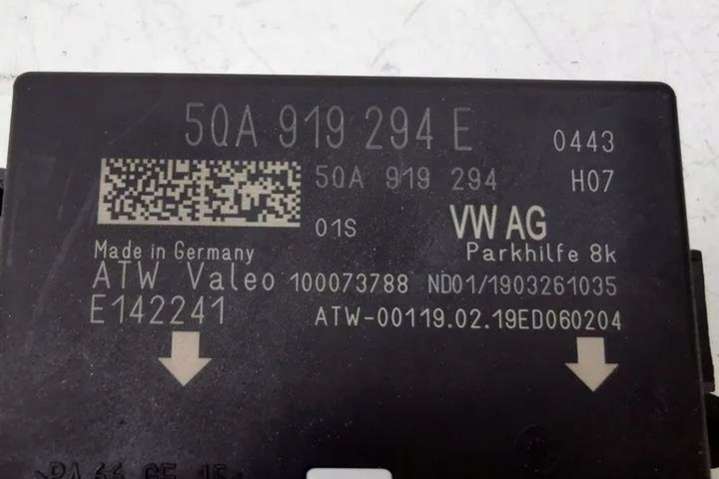 5QA 919 294 E 0443
5QA 919 294 H07
01S VW AG
Made in Germany Parkhilfe 8k
ATW Valeo 100073788 ND01/1903261035
E142241 ATW-00119.02.19ED060204